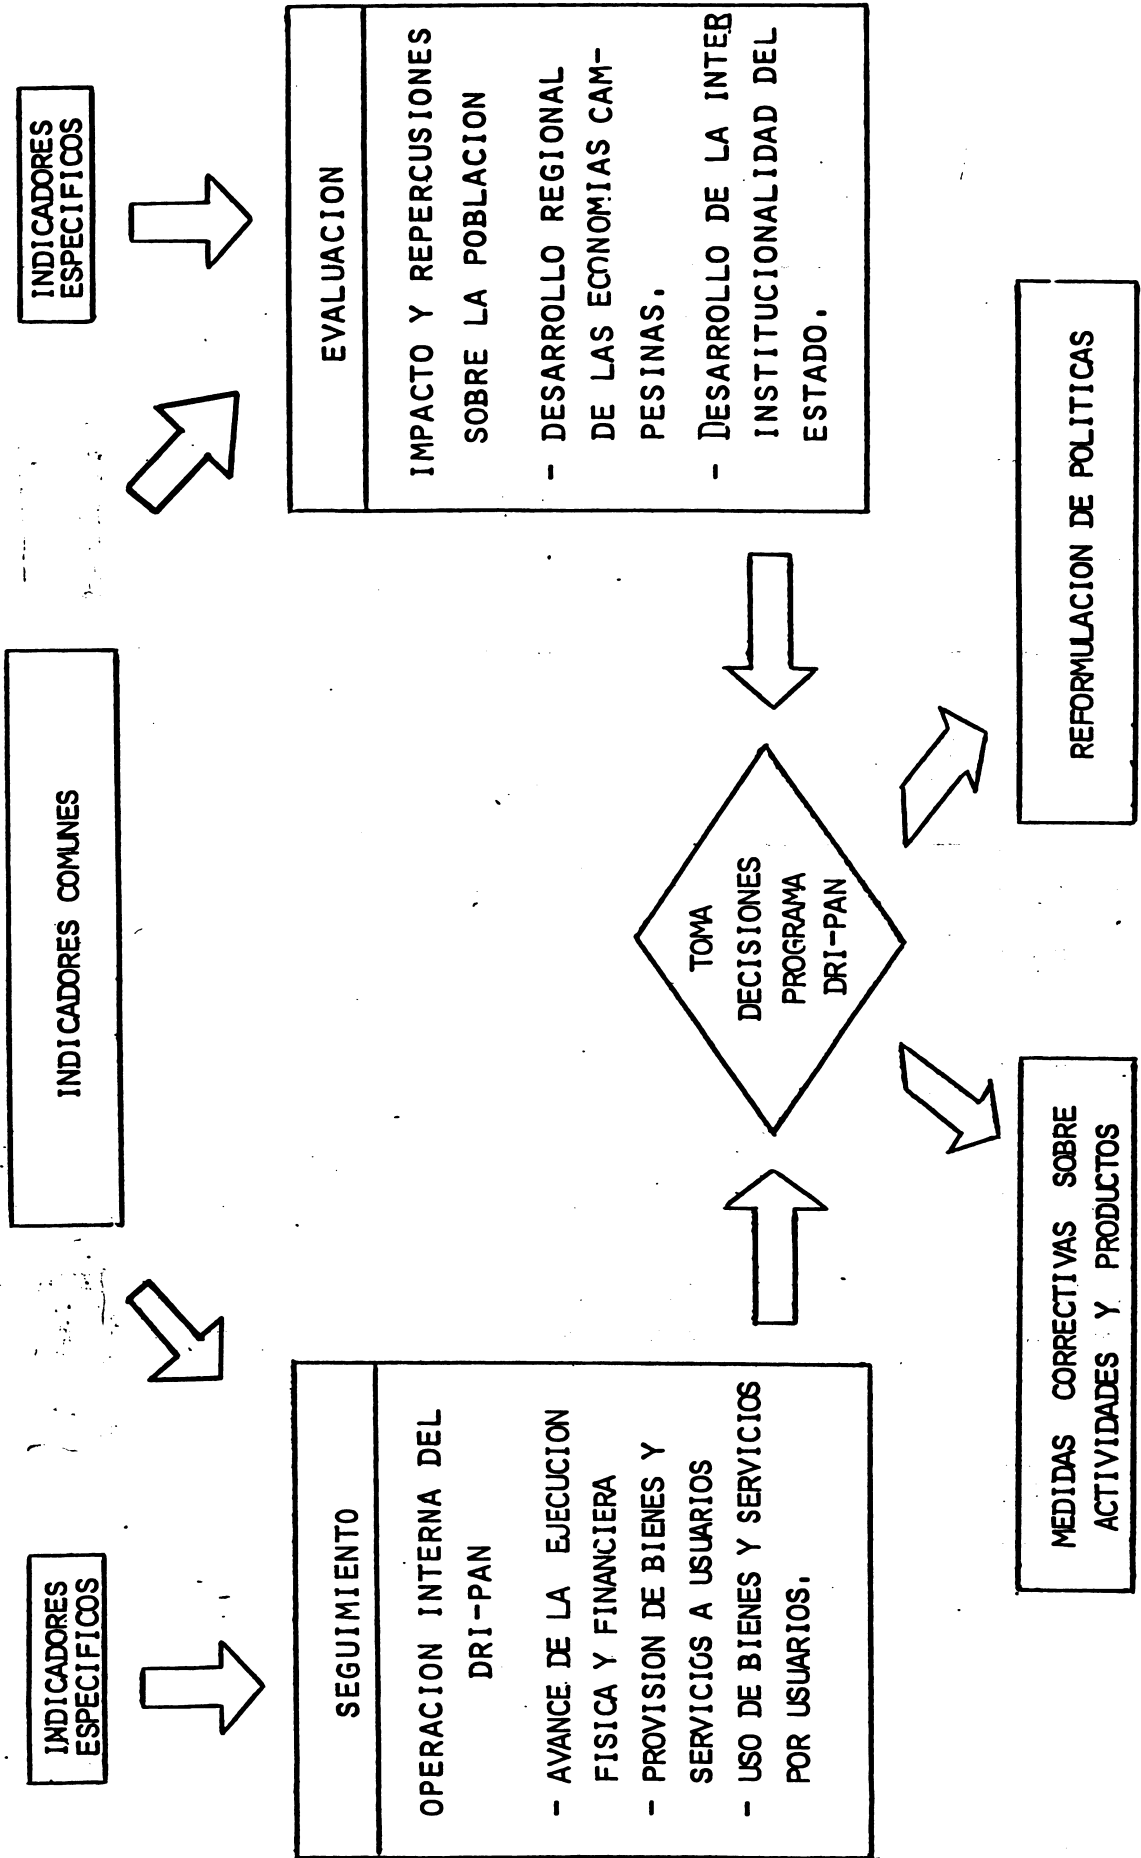 INDICADORES
ESPECIFICOS
INDICADORES COMUNES
INDICADORES
ESPECIFICOS
SEGUIMIENTO
OPERACION INTERNA DEL
DRI-PAN
- AVANCE DE LA EJECUCION
FISICA Y FINANCIERA
- PROVISION DE BIENES Y
SERVICIOS A USUARIOS
- USO DE BIENES Y SERVICIOS
POR USUARIOS.
EVALUACION
IMPACTO Y REPERCUSIONES
SOBRE LA POBLACION
- DESARROLLO REGIONAL
DE LAS ECONOMIAS CAM-
PESINAS.
- DESARROLLO DE LA INTER
INSTITUCIONALIDAD DEL
ESTADO.
TOMA
DECISIONES
PROGRAMA
DRI-PAN
MEDIDAS CORRECTIVAS SOBRE
ACTIVIDADES Y PRODUCTOS
REFORMULACION DE POLITICAS